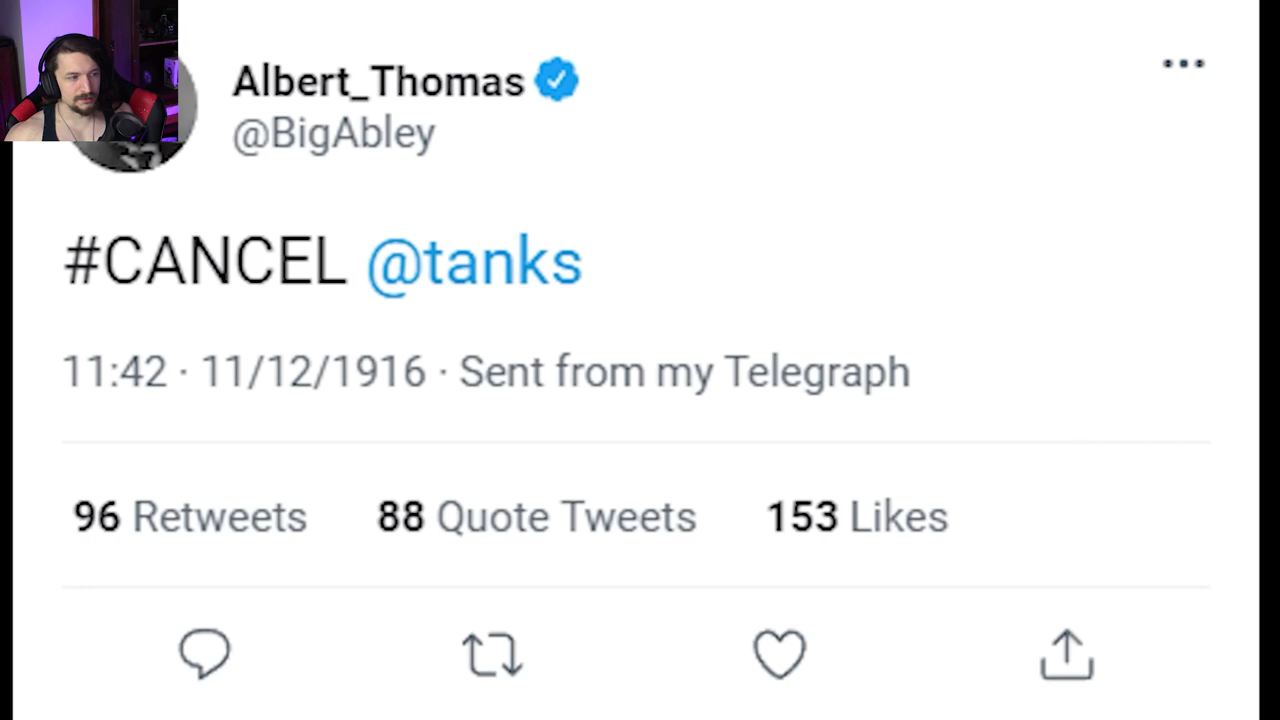 Albert_Thomas
@BigAbley
#CANCEL @tanks
11:42 · 11/12/1916 · Sent from my Telegraph
96 Retweets 88 Quote Tweets 153 Likes